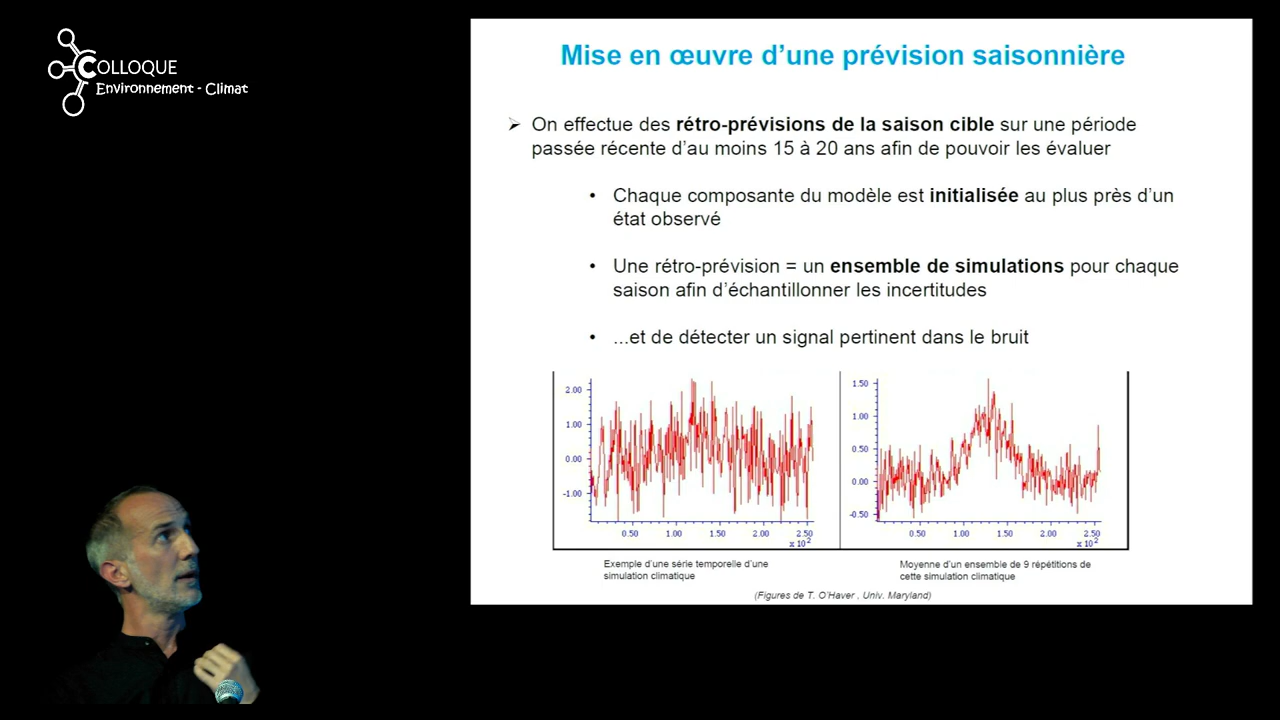 COLLOQUE
Environnement - Climat
Mise en œuvre d’une prévision saisonnière
➢ On effectue des rétro-prévisions de la saison cible sur une période
passée récente d’au moins 15 à 20 ans afin de pouvoir les évaluer
• Chaque composante du modèle est initialisée au plus près d’un
état observé
• Une rétro-prévision = un ensemble de simulations pour chaque
saison afin d’échantillonner les incertitudes
• ...et de détecter un signal pertinent dans le bruit
2.00
1.00
0.00
-1.00
0.50 1.00 1.50 2.00 2.50
x 10²
1.50
1.00
0.50
0.00
-0.50
0.50 1.00 1.50 2.00 2.50
x 10²
Exemple d’une série temporelle d’une
simulation climatique
Moyenne d’un ensemble de 9 répétitions de
cette simulation climatique
(Figures de T. O’Haver , Univ. Maryland)